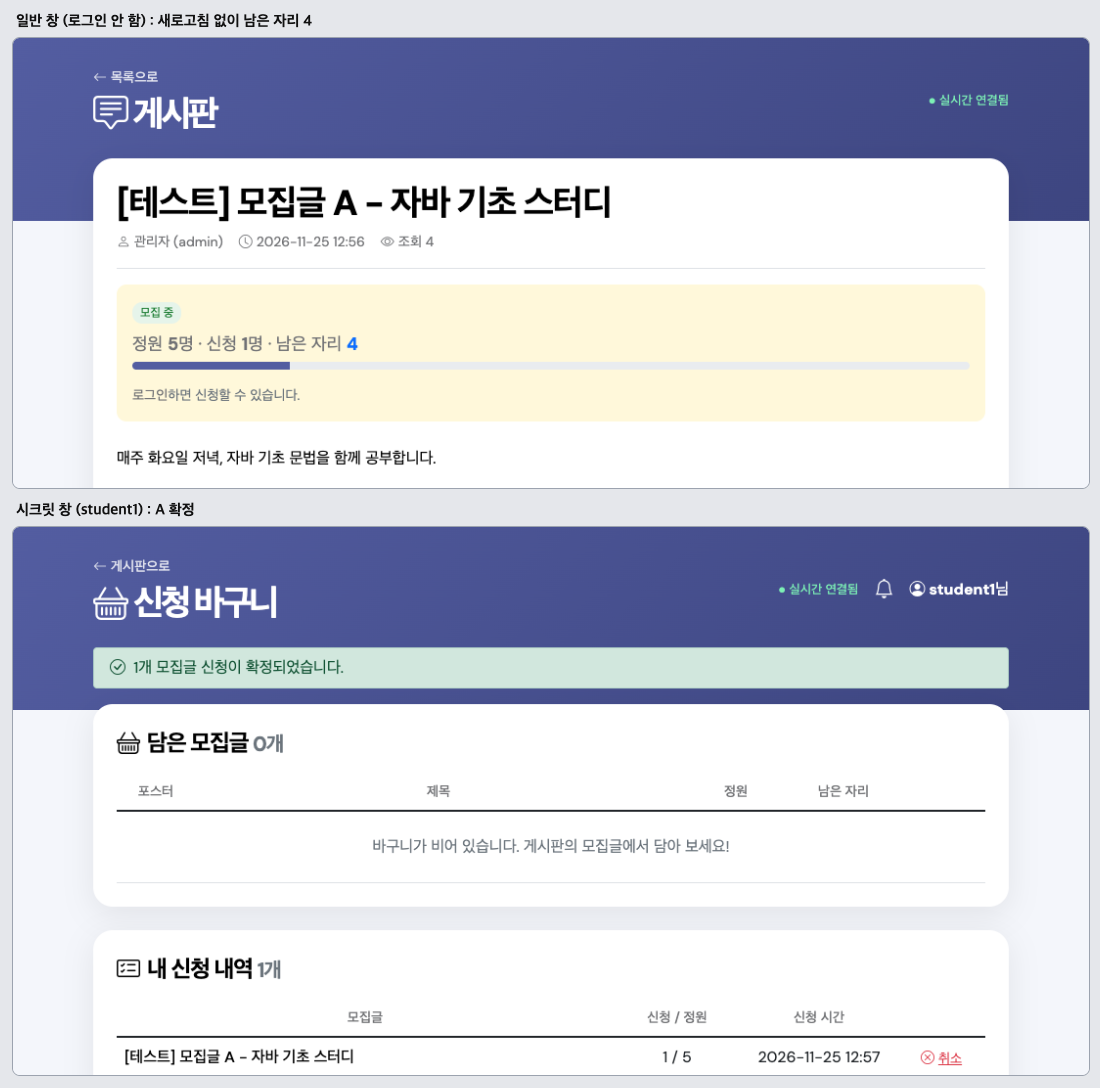 일반 창 (로그인 안 함) : 새로고침 없이 남은 자리 4
← 목록으로
게시판
● 실시간 연결됨
[테스트] 모집글 A - 자바 기초 스터디
관리자 (admin) 2026-11-25 12:56 조회 4
모집 중
정원 5명 · 신청 1명 · 남은 자리 4
로그인하면 신청할 수 있습니다.
매주 화요일 저녁, 자바 기초 문법을 함께 공부합니다.
시크릿 창 (student1) : A 확정
← 게시판으로
신청 바구니
● 실시간 연결됨 student1님
1개 모집글 신청이 확정되었습니다.
담은 모집글 0개
포스터 제목 정원 남은 자리
바구니가 비어 있습니다. 게시판의 모집글에서 담아 보세요!
내 신청 내역 1개
모집글 신청 / 정원 신청 시간
[테스트] 모집글 A - 자바 기초 스터디 1 / 5 2026-11-25 12:57 취소